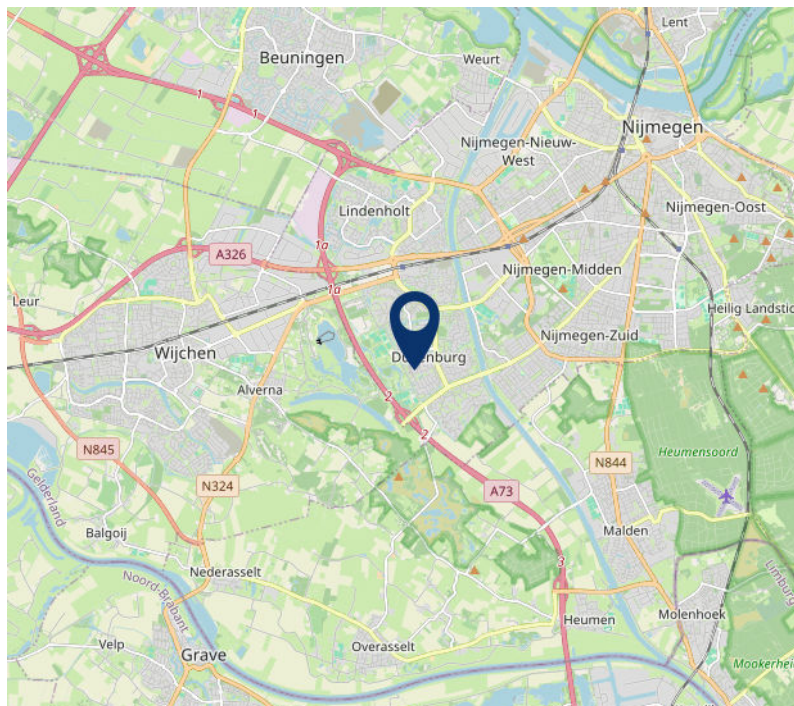 Lent
Beuningen
Weurt
1
1
Nijmegen
Nijmegen-Nieuw-
West
Lindenholt
Nijmegen-Oost
1a
A326
Nijmegen-Midden
1a
Leur
Heilig Landstic
Nijmegen-Zuid
Wijchen
Alverna
2
2
N845
Heumensoord
N844
Gelderland
N324
A73
Balgoij
Malden
3
Nederasselt
Limburg
Noord-Brabant
Heumen
Molenhoek
Velp
Overasselt
Grave
Mookerhei